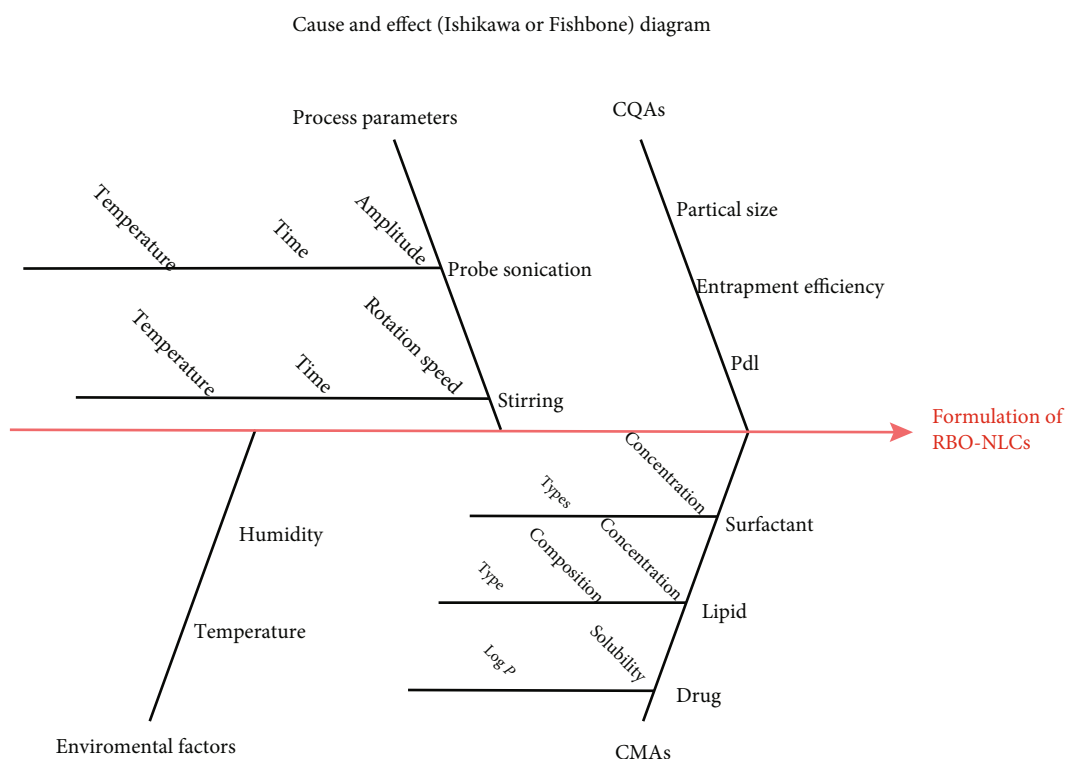 Cause and effect (Ishikawa or Fishbone) diagram
Process parameters
CQAs
Temperature
Time
Amplitude
Probe sonication
Temperature
Time
Rotation speed
Stirring
Partical size
Entrapment efficiency
Pdl
Formulation of
RBO-NLCs
Humidity
Temperature
Enviromental factors
Types
Concentration
Surfactant
Type
Composition
Concentration
Lipid
Log P
Solubility
Drug
CMAs